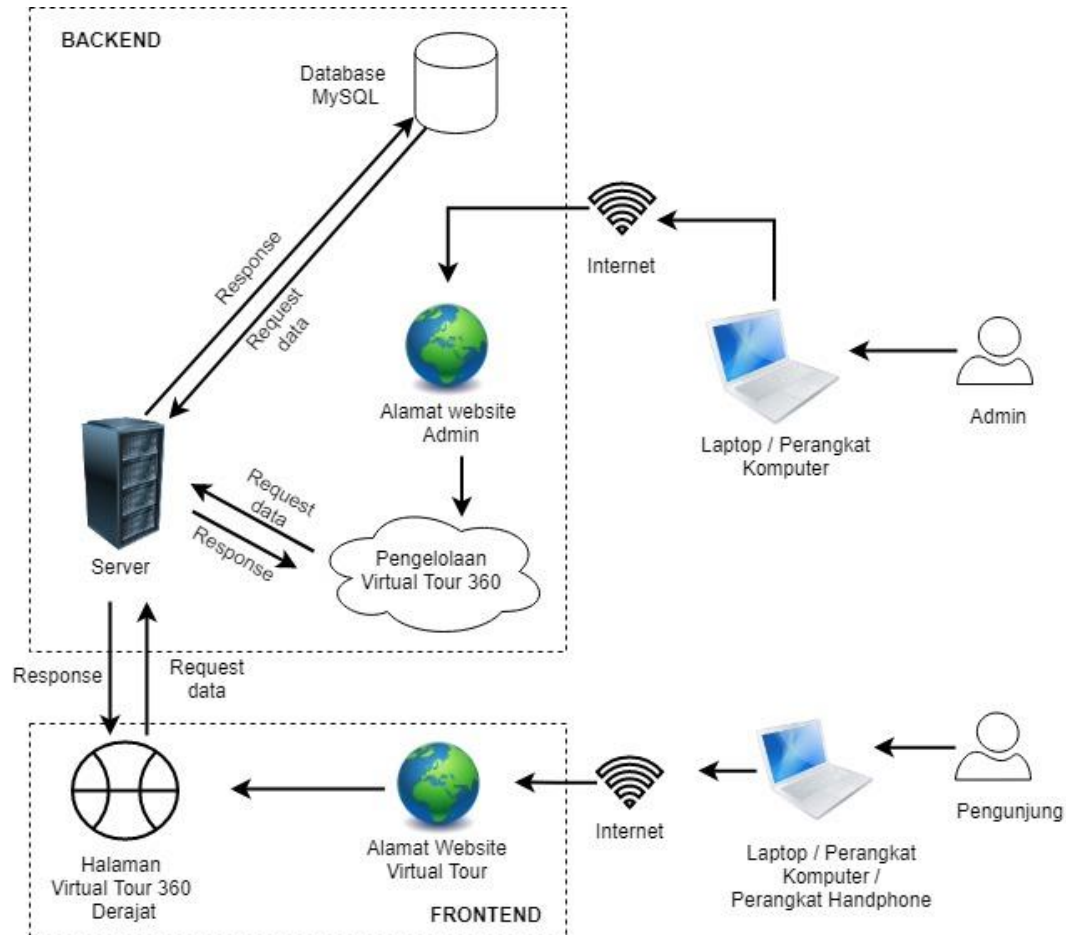 BACKEND
Database
MySQL
Response
Request
data
Internet
Alamat website
Admin
Laptop / Perangkat
Komputer
Admin
Request
data
Response
Server
Pengelolaan
Virtual Tour 360
Response
Request
data
Halaman
Virtual Tour 360
Derajat
Alamat Website
Virtual Tour
Internet
Laptop / Perangkat
Komputer /
Perangkat Handphone
Pengunjung
FRONTEND